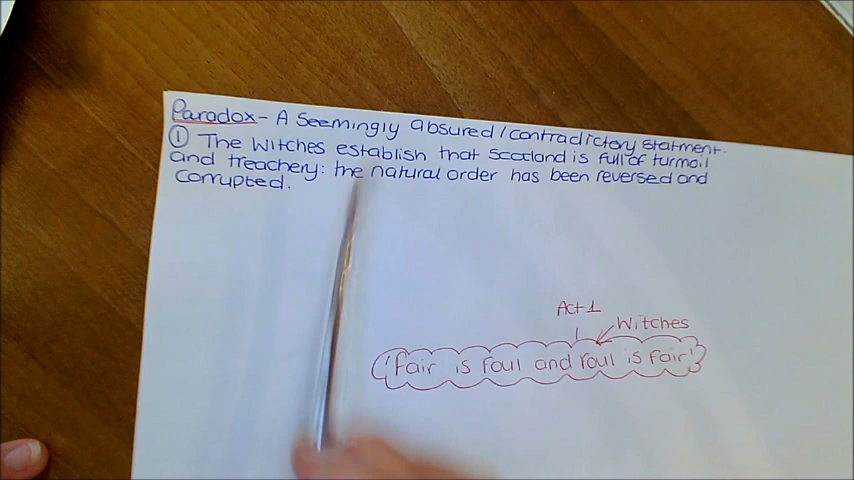 Paradox - A Seemingly absured/contradictory statment.
① The Witches establish that Scotland is full of turmoil
and treachery: the natural order has been reversed and
Corrupted.
Act 1
Witches
'Fair is foul and foul is fair'